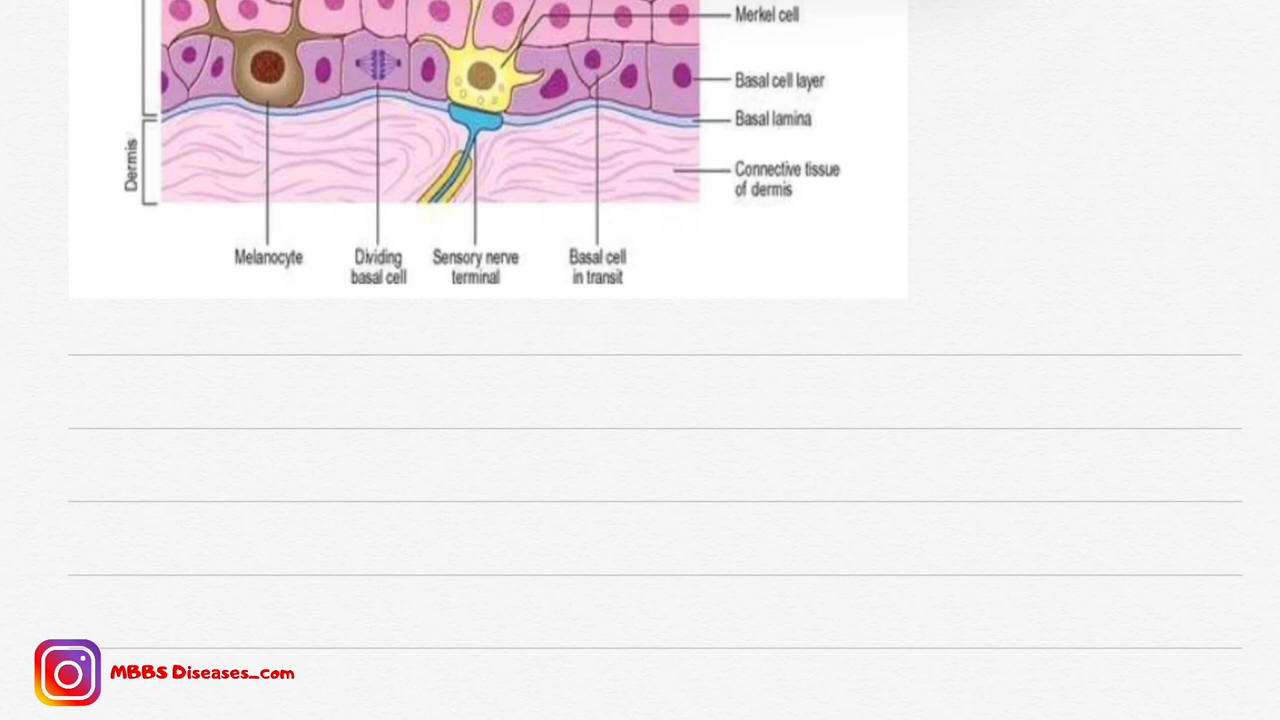 Merkel cell
Basal cell layer
Basal lamina
Connective tissue
of dermis
Dermis
Melanocyte
Dividing
basal cell
Sensory nerve
terminal
Basal cell
in transit
MBBS Diseases_com